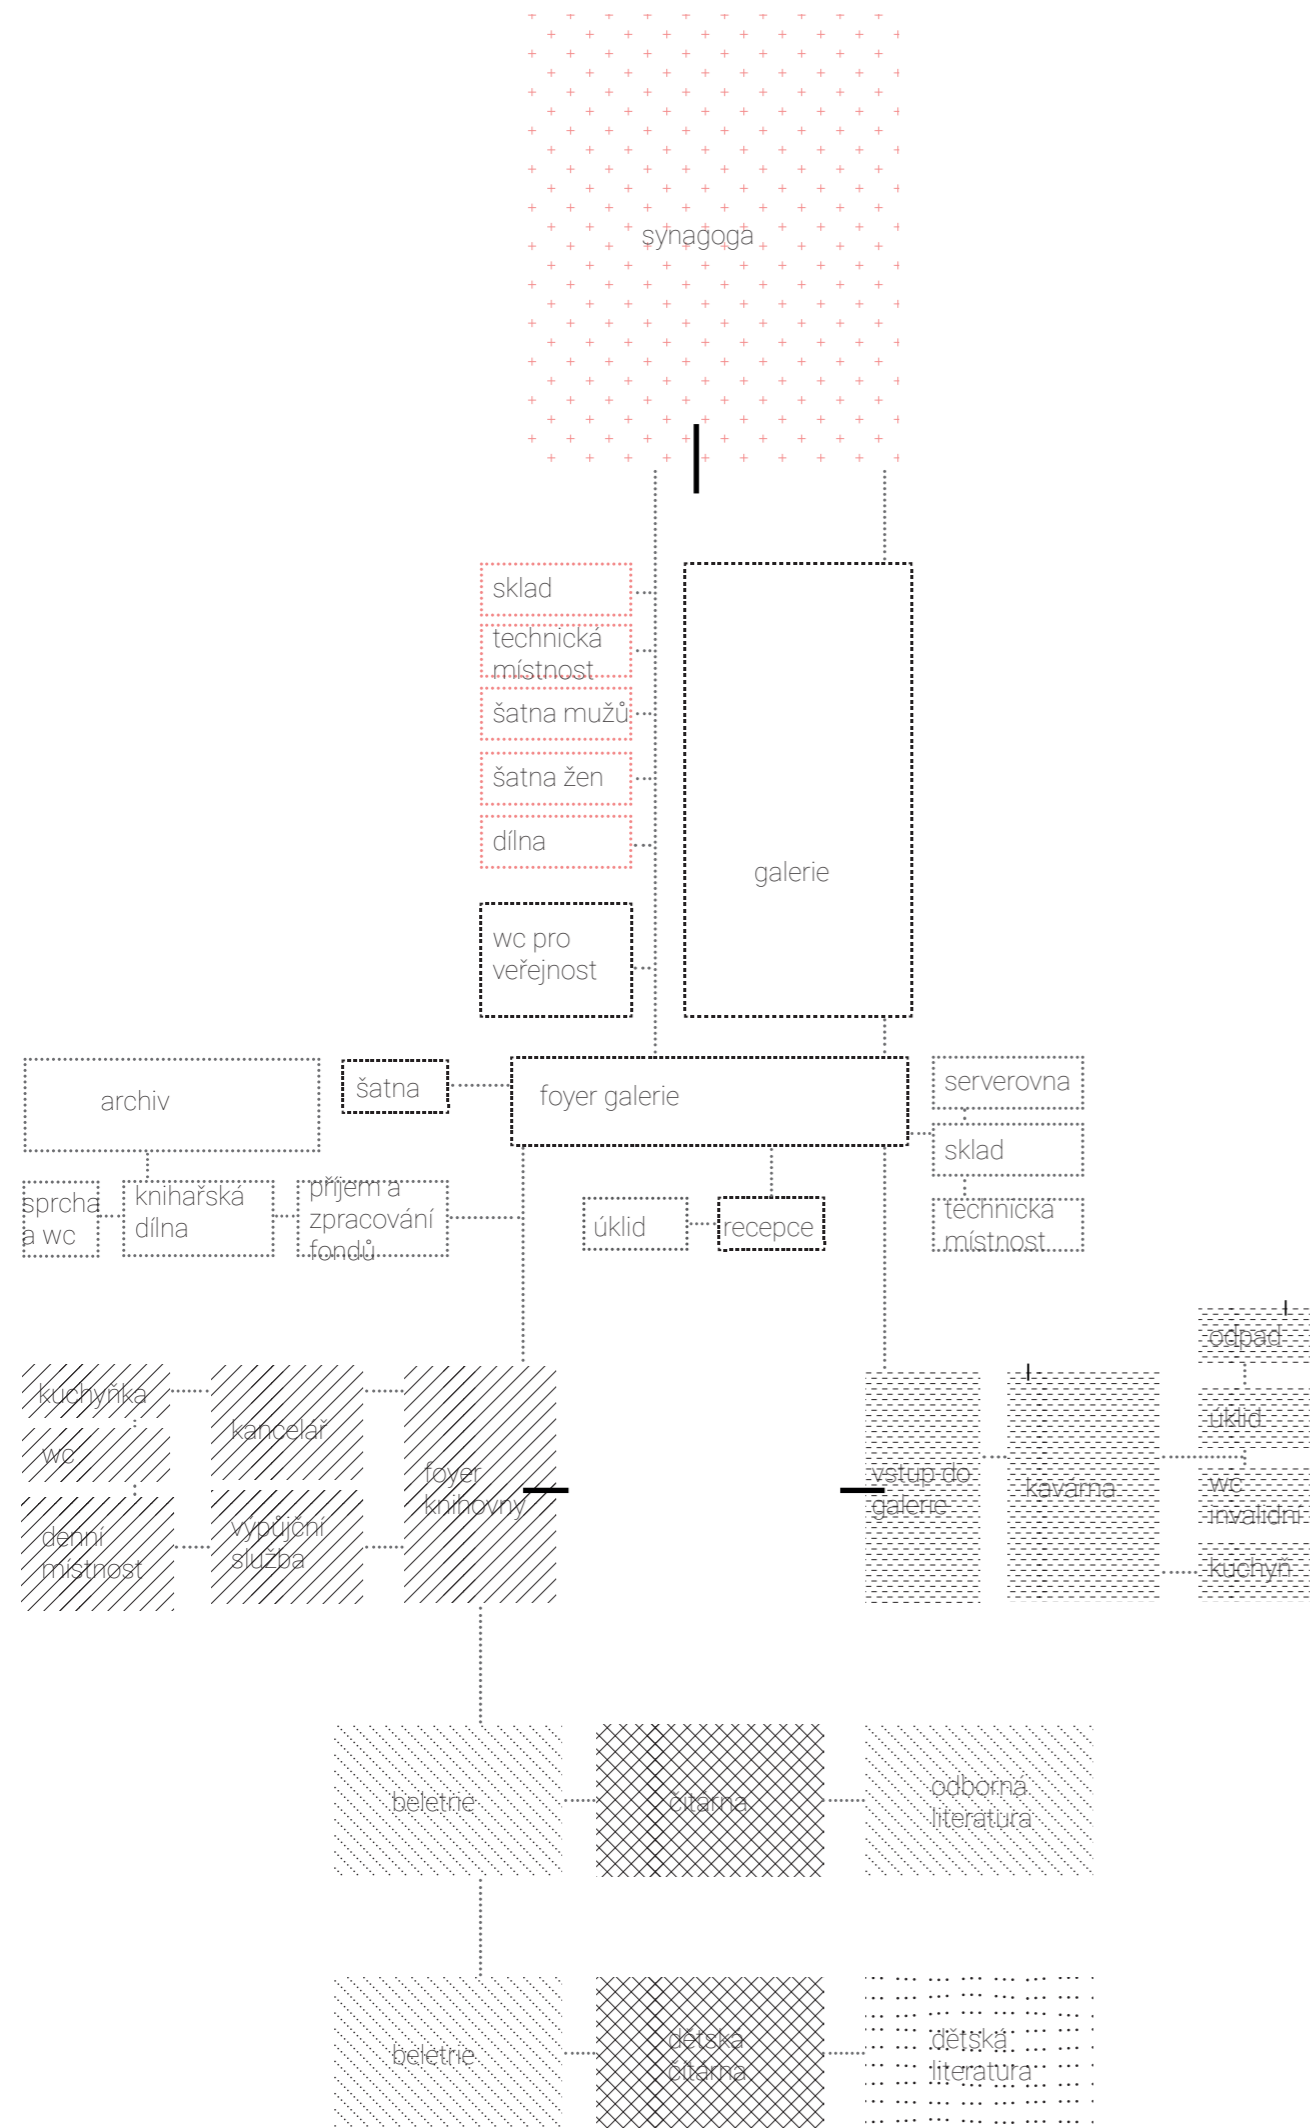 synagoga
sklad
technická
místnost
šatna mužů
šatna žen
dílna
galerie
wc pro
veřejnost
archiv
šatna
foyer galerie
serverovna
sklad
technická
místnost
sprcha
a wc
knihařská
dílna
příjem a
zpracování
fondů
úklid
recepce
odpad
kuchyňka
kancelář
wc
foyer
knihovny
vstup do
galerie
kavárna
úklid
wc
invalidní
denní
místnost
výpůjční
služba
kuchyň
beletrie
čítárna
odborná
literatura
beletrie
dětská
čítárna
dětská
literatura